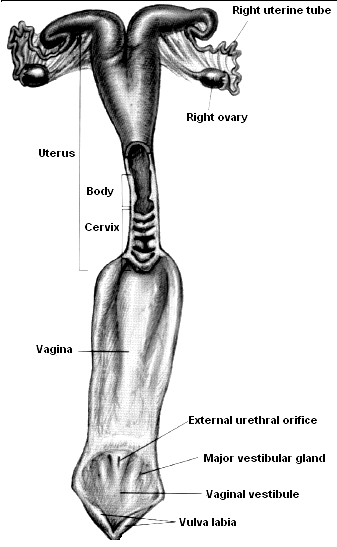 Right uterine tube
Right ovary
Uterus
Body
Cervix
Vagina
External urethral orifice
Major vestibular gland
Vaginal vestibule
Vulva labia